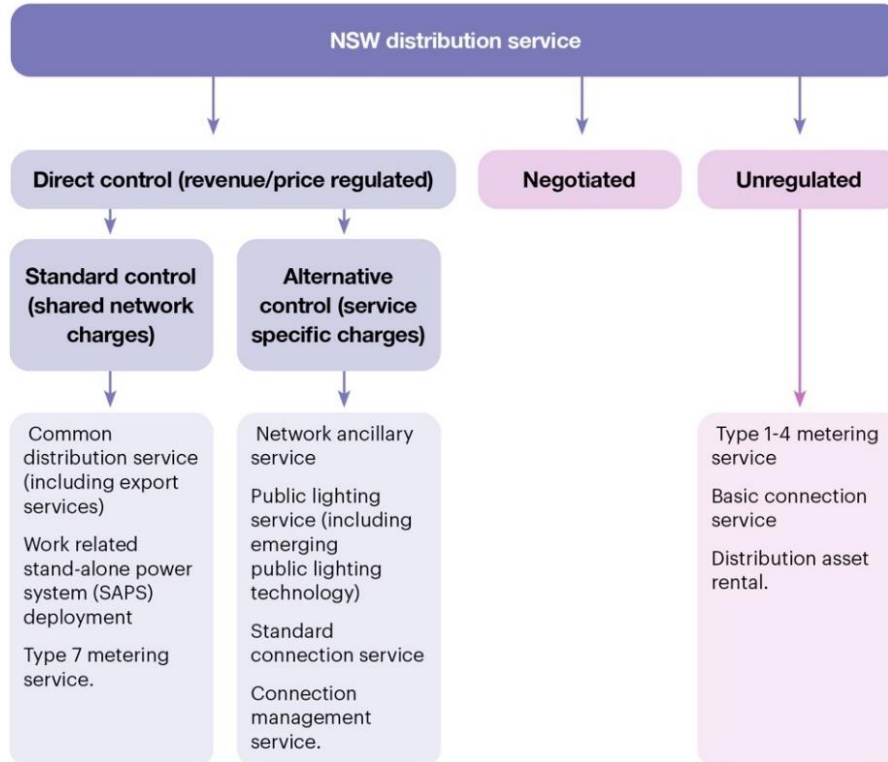 NSW distribution service
Direct control (revenue/price regulated)
Negotiated
Unregulated
Standard control
(shared network
charges)
Alternative
control (service
specific charges)
Common
distribution service
(including export
services)
Work related
stand-alone power
system (SAPS)
deployment
Type 7 metering
service.
Network ancillary
service
Public lighting
service (including
emerging
public lighting
technology)
Standard
connection service
Connection
management
service.
Type 1-4 metering
service
Basic connection
service
Distribution asset
rental.